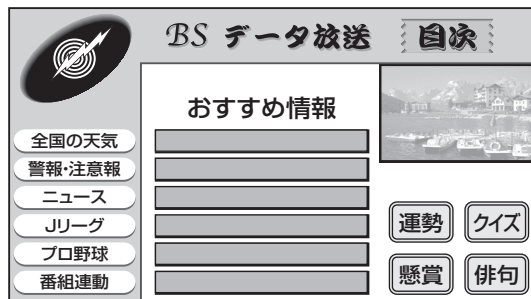 BS データ放送 目次
おすすめ情報
全国の天気
警報・注意報
ニュース
Jリーグ
プロ野球
番組連動
運勢 クイズ
懸賞 俳句